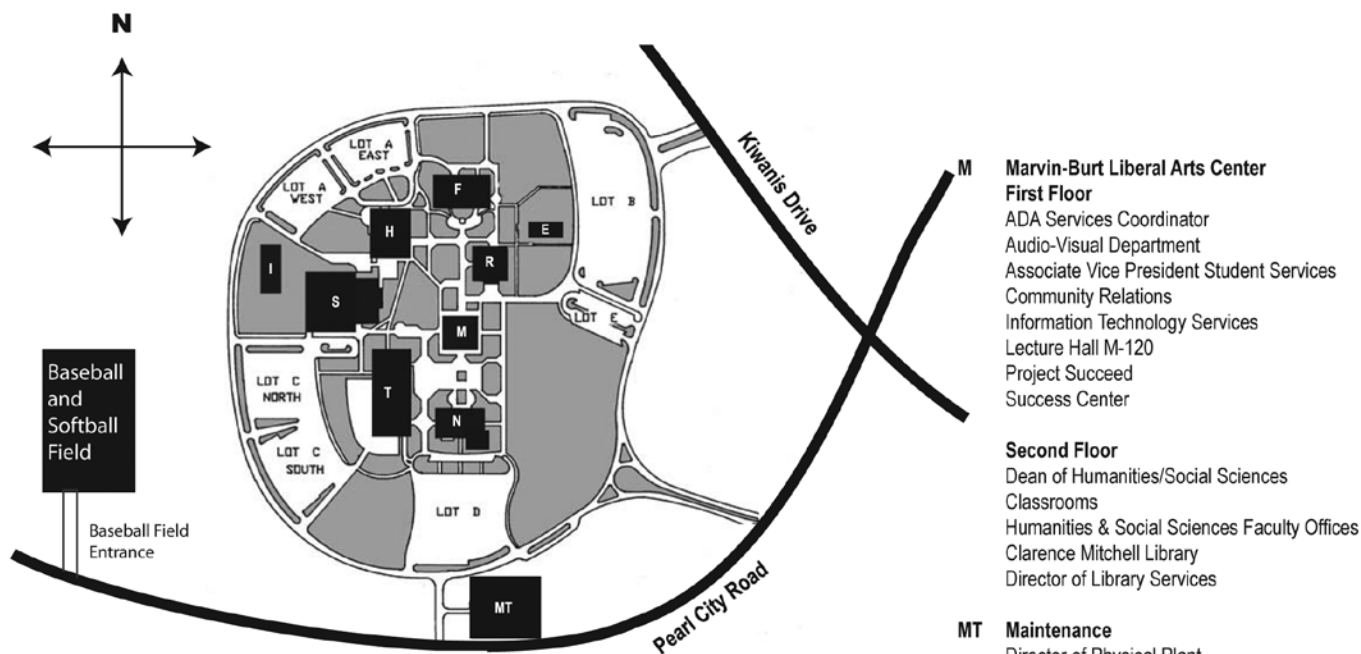 N
LOT A
EAST
LOT A
WEST
F
LOT B
H
E
R
I
S
M
LOT E
Kiwanis Drive
Baseball
and
Softball
Field
LOT C
NORTH
T
N
LOT C
SOUTH
LOT D
Baseball Field
Entrance
MT
Pearl City Road
M Marvin-Burt Liberal Arts Center
First Floor
ADA Services Coordinator
Audio-Visual Department
Associate Vice President Student Services
Community Relations
Information Technology Services
Lecture Hall M-120
Project Succeed
Success Center
Second Floor
Dean of Humanities/Social Sciences
Classrooms
Humanities & Social Sciences Faculty Offices
Clarence Mitchell Library
Director of Library Services
MT Maintenance
Director of Physical Plant